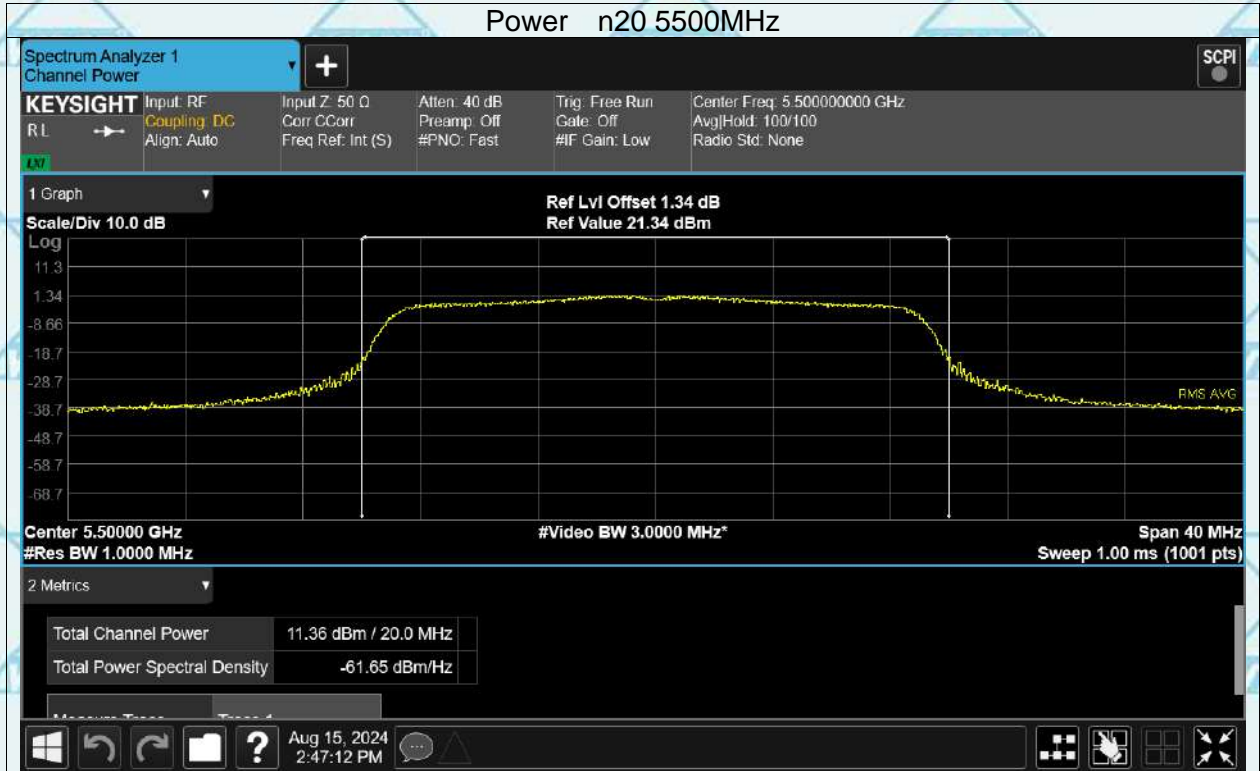 Power n20 5500MHz
Spectrum Analyzer 1
Channel Power
+
SCPI
KEYSIGHT
RL
LXI
Input: RF
Coupling: DC
Align: Auto
Input Z: 50 Ω
Corr CCorr
Freq Ref: Int (S)
Atten: 40 dB
Preamp: Off
#PNO: Fast
Trig: Free Run
Gate: Off
#IF Gain: Low
Center Freq: 5.500000000 GHz
Avg|Hold: 100/100
Radio Std: None
1 Graph
Scale/Div 10.0 dB
Ref Lvl Offset 1.34 dB
Ref Value 21.34 dBm
Log
11.3
1.34
-8.66
-18.7
-28.7
-38.7
-48.7
-58.7
-68.7
RMS AVG
Center 5.50000 GHz
#Res BW 1.0000 MHz
#Video BW 3.0000 MHz*
Span 40 MHz
Sweep 1.00 ms (1001 pts)
2 Metrics
Total Channel Power 11.36 dBm / 20.0 MHz
Total Power Spectral Density -61.65 dBm/Hz
?
Aug 15, 2024
2:47:12 PM